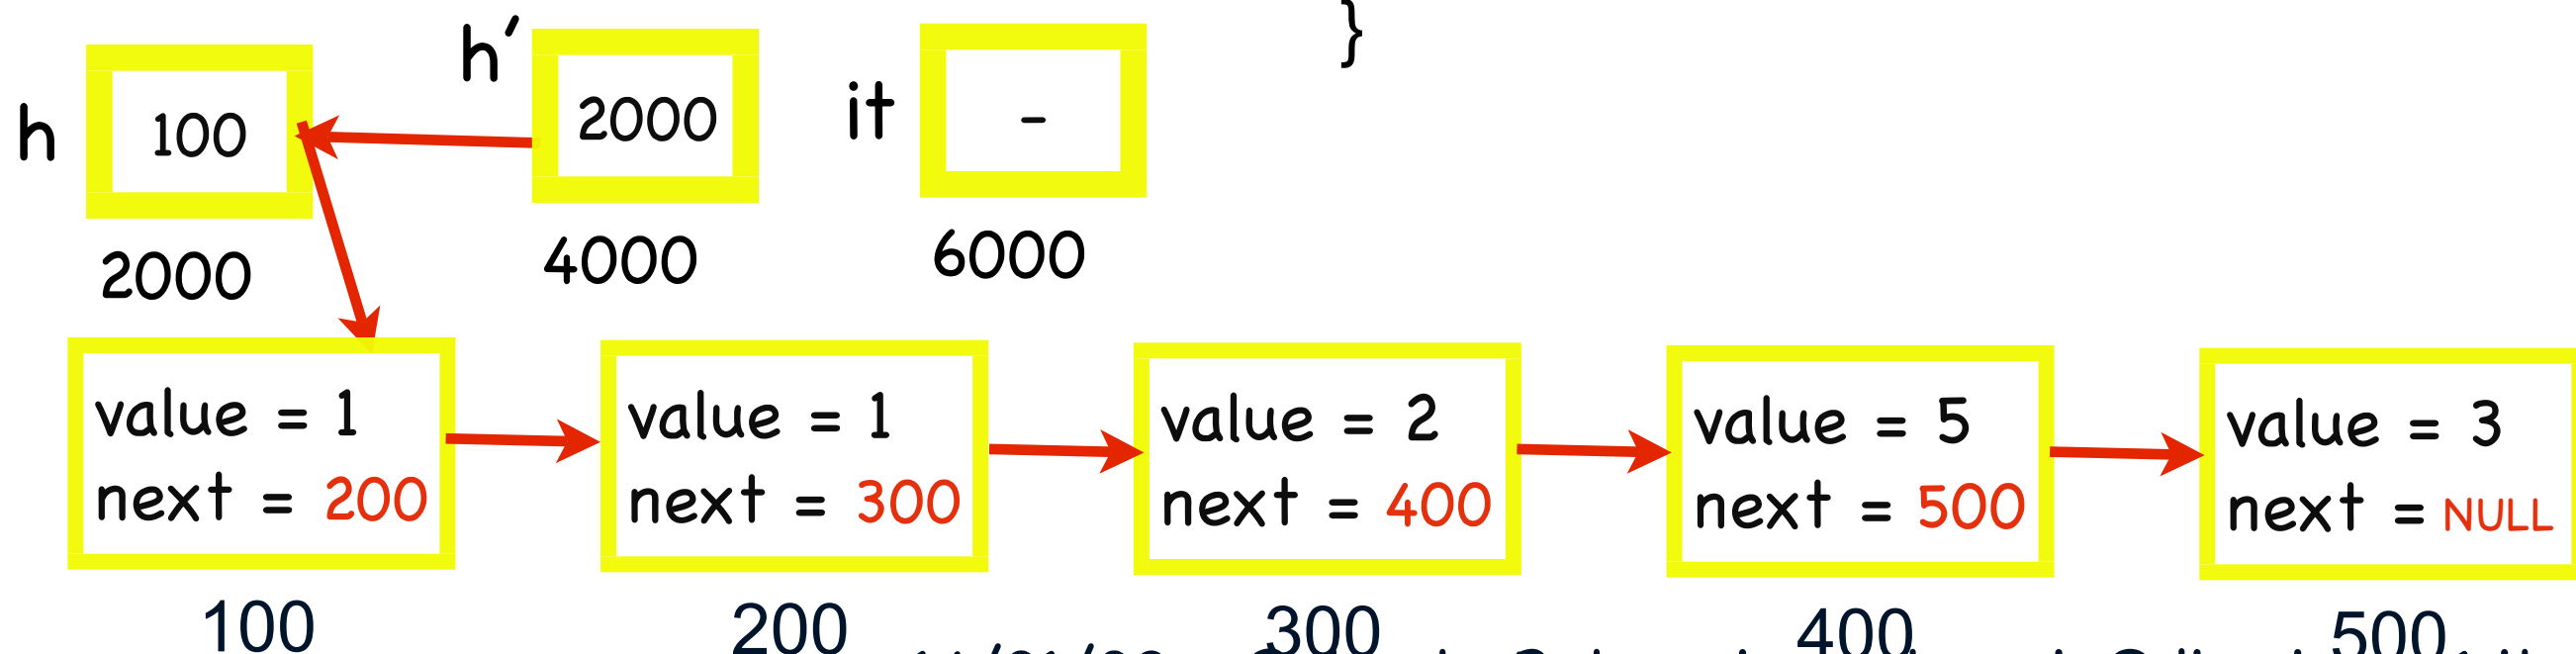 }
h 100 h′ 2000 it -
2000 4000 6000
value = 1 value = 1 value = 2 value = 5 value = 3
next = 200 next = 300 next = 400 next = 500 next = NULL
100 200 300 400 500